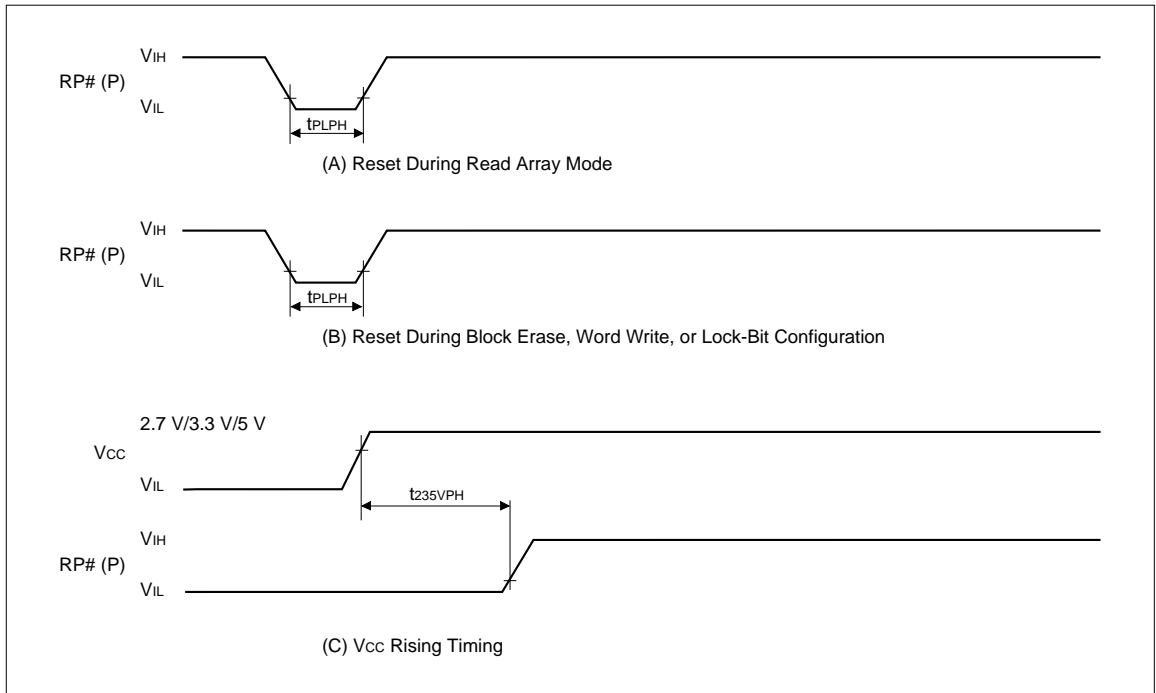 VIH
RP# (P)
VIL
tPLPH
(A) Reset During Read Array Mode
VIH
RP# (P)
VIL
tPLPH
(B) Reset During Block Erase, Word Write, or Lock-Bit Configuration
2.7 V/3.3 V/5 V
VCC
VIL
t235VPH
VIH
RP# (P)
VIL
(C) VCC Rising Timing